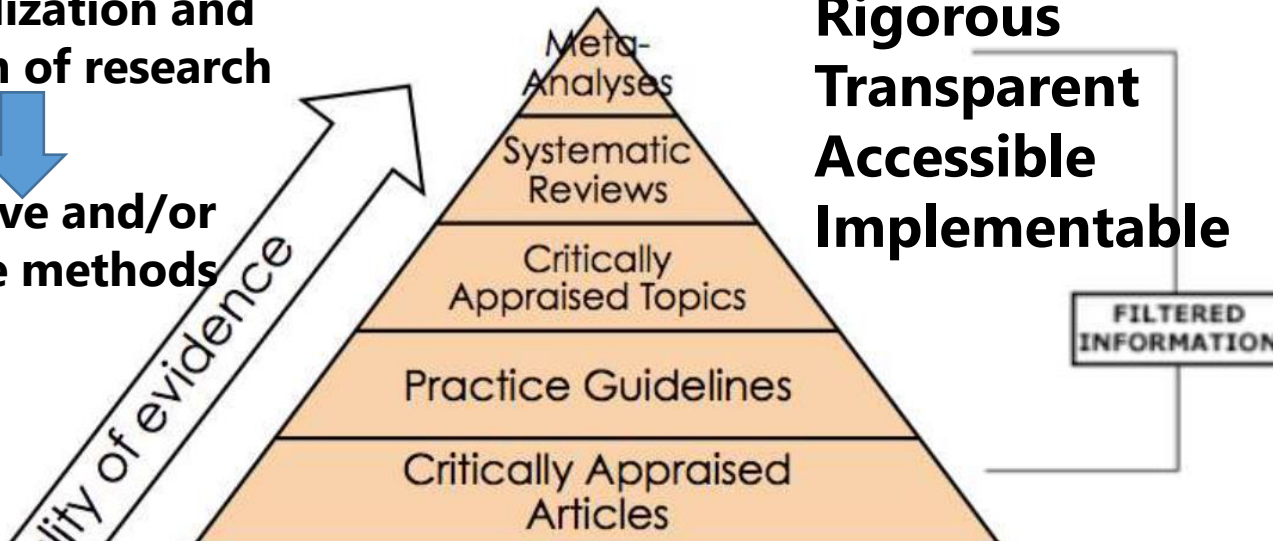 lization and
n of research
ve and/or
e methods
lity of evidence
Meta-
Analyses
Systematic
Reviews
Critically
Appraised Topics
Practice Guidelines
Critically Appraised
Articles
Rigorous
Transparent
Accessible
Implementable
FILTERED
INFORMATION